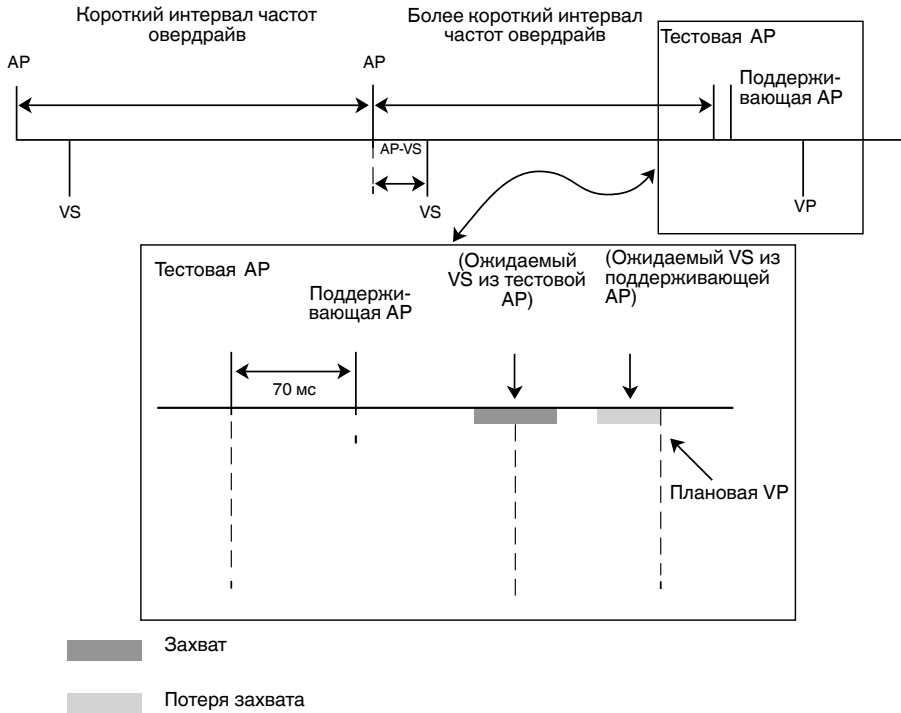 Короткий интервал частот
овердрайв
Более короткий интервал
частот овердрайв
Тестовая AP
AP
AP
Поддержи-
вающая AP
AP-VS
VS
VS
VP
Тестовая AP
Поддержи-
вающая AP
(Ожидаемый
VS из тестовой
AP)
(Ожидаемый VS из
поддерживающей
AP)
70 мс
Плановая VP
Захват
Потеря захвата